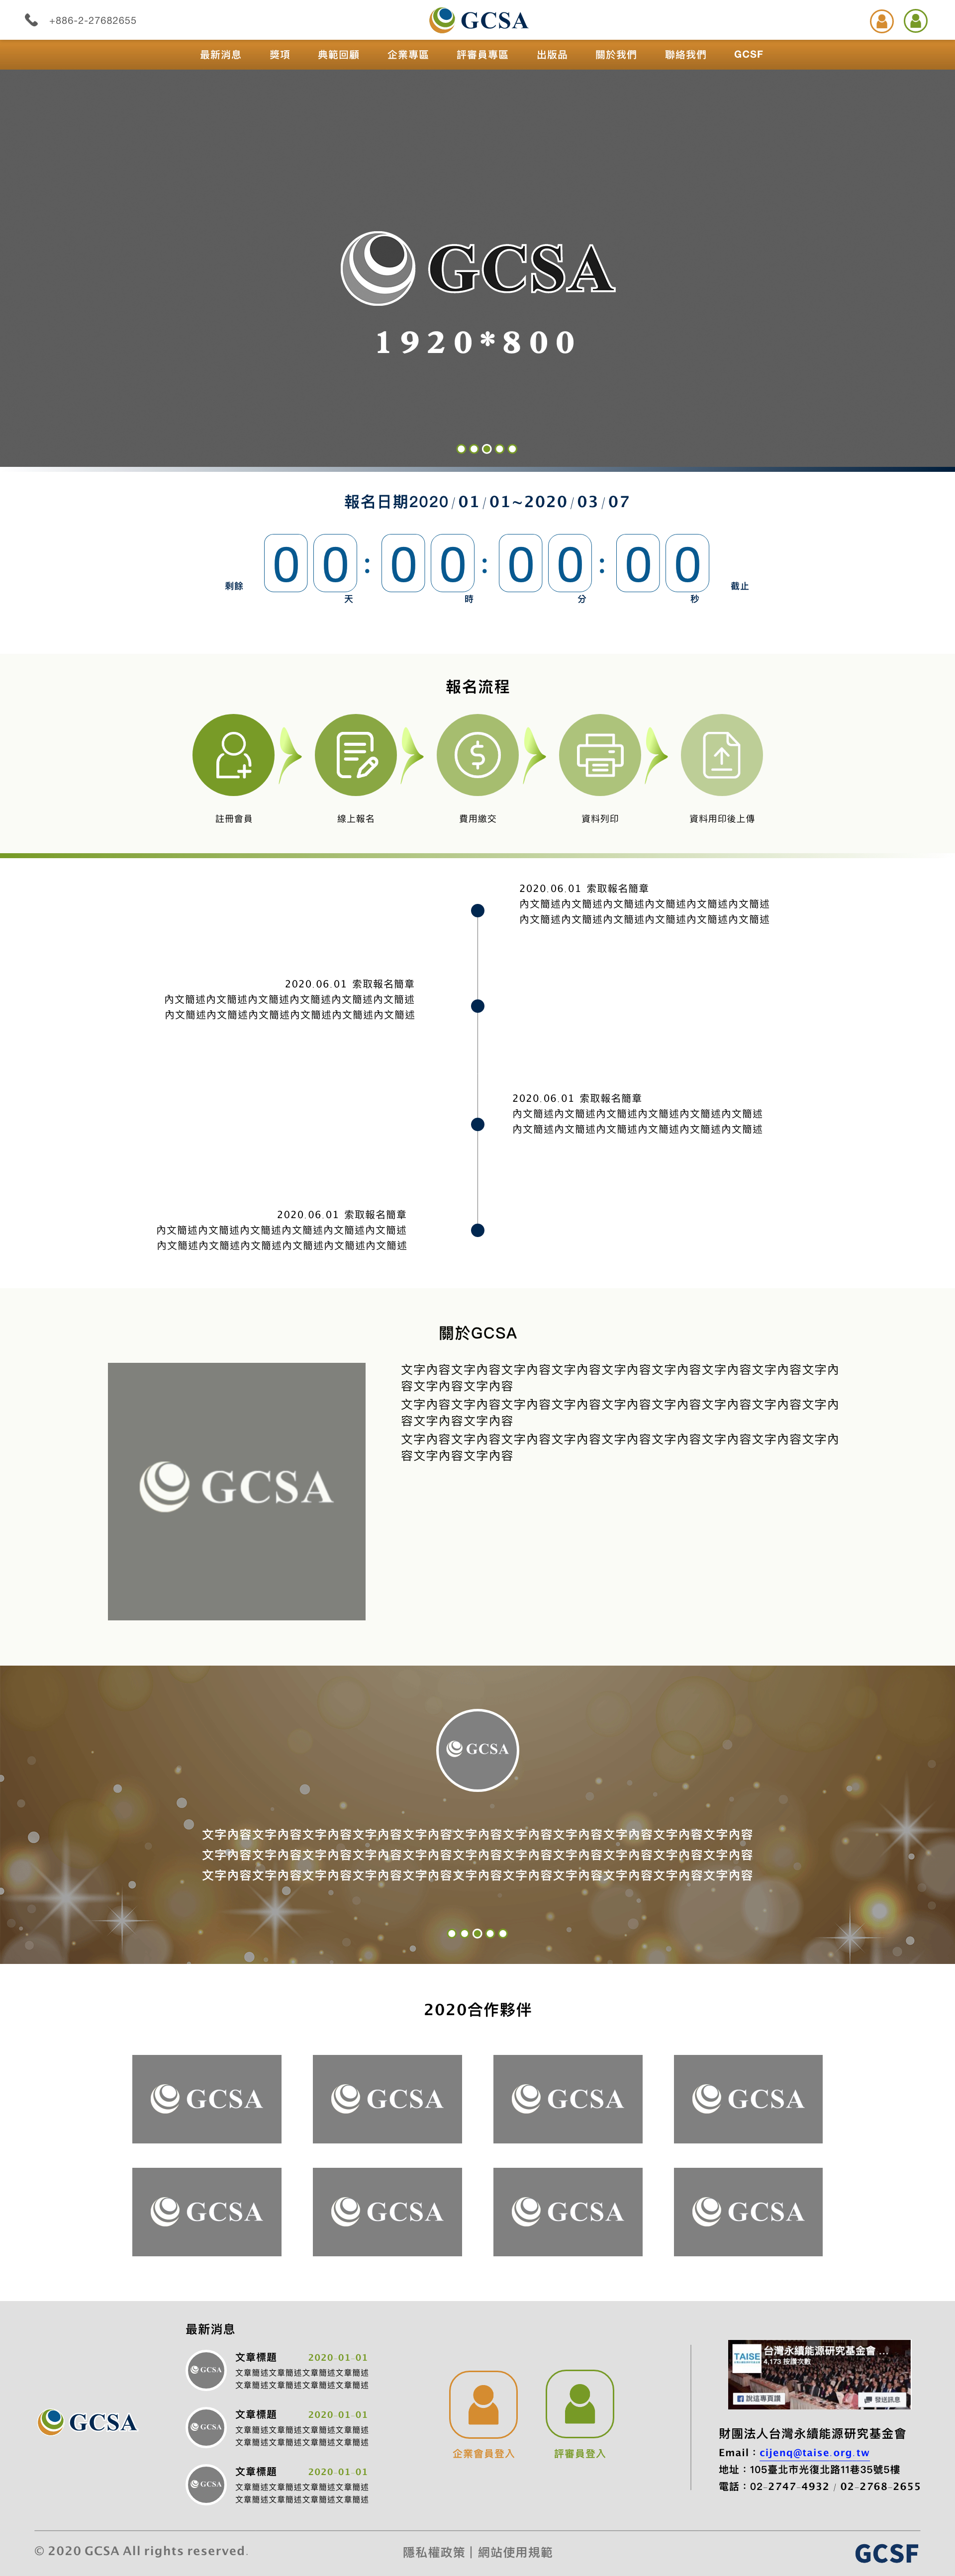 +886-2-27682655
GCSA
最新消息 獎項 典範回顧 企業專區 評審員專區 出版品 關於我們 聯絡我們 GCSF
GCSA
1920*800
報名日期2020/01/01~2020/03/07
剩餘 00:00:00:00 截止
天 時 分 秒
報名流程
註冊會員 線上報名 費用繳交 資料列印 資料用印後上傳
2020.06.01 索取報名簡章
內文簡述內文簡述內文簡述內文簡述內文簡述內文簡述
內文簡述內文簡述內文簡述內文簡述內文簡述內文簡述
2020.06.01 索取報名簡章
內文簡述內文簡述內文簡述內文簡述內文簡述內文簡述
內文簡述內文簡述內文簡述內文簡述內文簡述內文簡述
2020.06.01 索取報名簡章
內文簡述內文簡述內文簡述內文簡述內文簡述內文簡述
內文簡述內文簡述內文簡述內文簡述內文簡述內文簡述
2020.06.01 索取報名簡章
內文簡述內文簡述內文簡述內文簡述內文簡述內文簡述
內文簡述內文簡述內文簡述內文簡述內文簡述內文簡述
關於GCSA
GCSA
文字內容文字內容文字內容文字內容文字內容文字內容文字內容文字內容文字內
容文字內容文字內容
文字內容文字內容文字內容文字內容文字內容文字內容文字內容文字內容文字內
容文字內容文字內容
文字內容文字內容文字內容文字內容文字內容文字內容文字內容文字內容文字內
容文字內容文字內容
GCSA
文字內容文字內容文字內容文字內容文字內容文字內容文字內容文字內容文字內容文字內容文字內容
文字內容文字內容文字內容文字內容文字內容文字內容文字內容文字內容文字內容文字內容文字內容
文字內容文字內容文字內容文字內容文字內容文字內容文字內容文字內容文字內容文字內容文字內容
2020合作夥伴
GCSA GCSA GCSA GCSA
GCSA GCSA GCSA GCSA
GCSA
最新消息
GCSA
文章標題 2020-01-01
文章簡述文章簡述文章簡述文章簡述
文章簡述文章簡述文章簡述文章簡述
GCSA
文章標題 2020-01-01
文章簡述文章簡述文章簡述文章簡述
文章簡述文章簡述文章簡述文章簡述
GCSA
文章標題 2020-01-01
文章簡述文章簡述文章簡述文章簡述
文章簡述文章簡述文章簡述文章簡述
企業會員登入 評審員登入
TAISE
台灣永續能源研究基金會 ...
4,173 按讚次數
說這專頁讚 發送訊息
財團法人台灣永續能源研究基金會
Email：cijenq@taise.org.tw
地址：105臺北市光復北路11巷35號5樓
電話：02-2747-4932 / 02-2768-2655
© 2020 GCSA All rights reserved.
隱私權政策 | 網站使用規範
GCSF